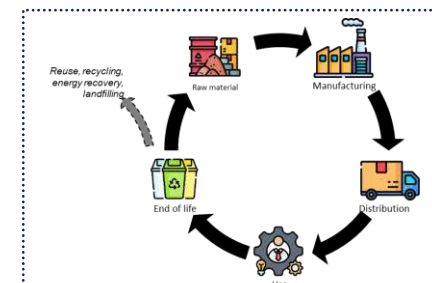 Raw material
Manufacturing
Reuse, recycling,
energy recovery,
landfilling
End of life
Distribution